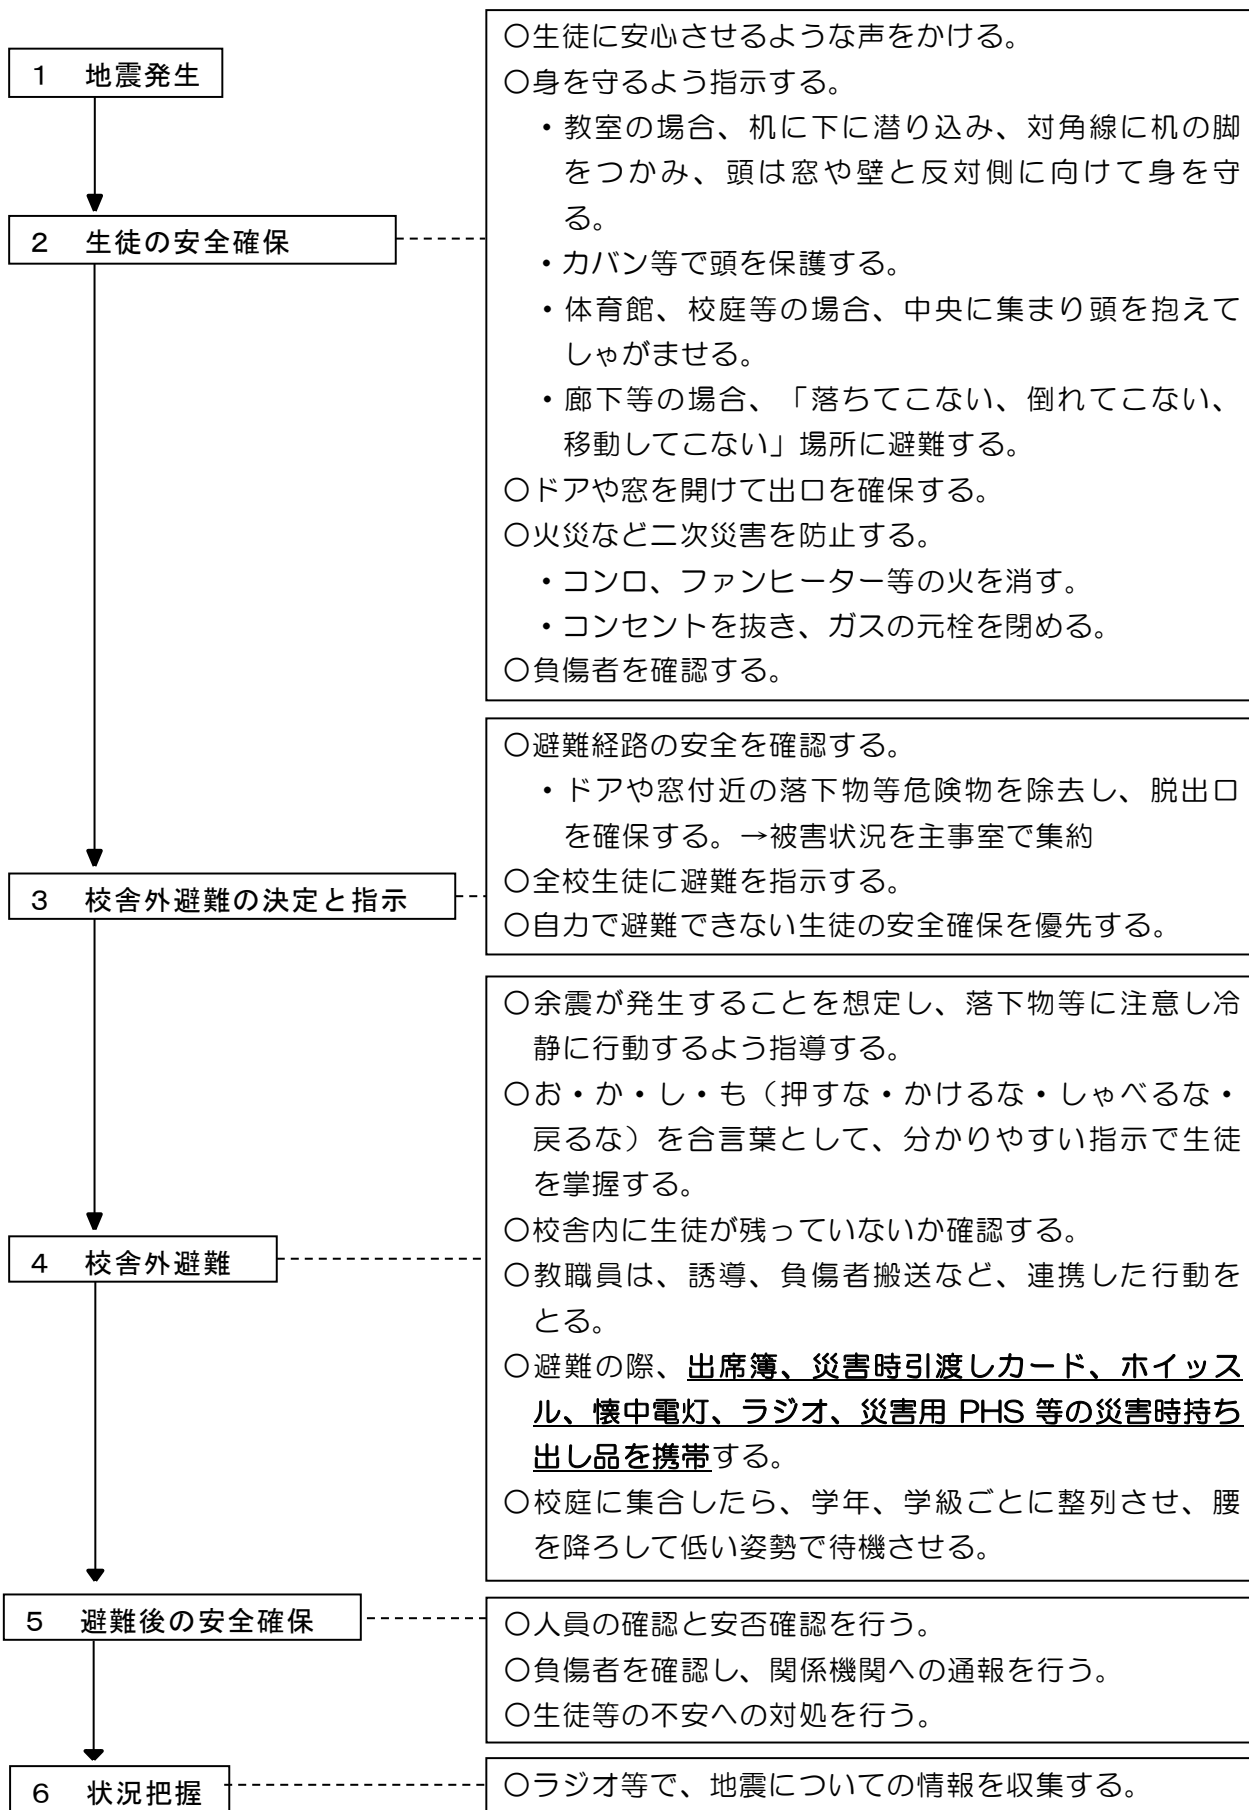 1 地震発生
○生徒に安心させるような声をかける。
○身を守るよう指示する。
・教室の場合、机に下に潜り込み、対角線に机の脚
をつかみ、頭は窓や壁と反対側に向けて身を守
る。
2 生徒の安全確保
・カバン等で頭を保護する。
・体育館、校庭等の場合、中央に集まり頭を抱えて
しゃがませる。
・廊下等の場合、「落ちてこない、倒れてこない、
移動してこない」場所に避難する。
○ドアや窓を開けて出口を確保する。
○火災など二次災害を防止する。
・コンロ、ファンヒーター等の火を消す。
・コンセントを抜き、ガスの元栓を閉める。
○負傷者を確認する。
3 校舎外避難の決定と指示
○避難経路の安全を確認する。
・ドアや窓付近の落下物等危険物を除去し、脱出口
を確保する。→被害状況を主事室で集約
○全校生徒に避難を指示する。
○自力で避難できない生徒の安全確保を優先する。
4 校舎外避難
○余震が発生することを想定し、落下物等に注意し冷
静に行動するよう指導する。
○お・か・し・も（押すな・かけるな・しゃべるな・
戻るな）を合言葉として、分かりやすい指示で生徒
を掌握する。
○校舎内に生徒が残っていないか確認する。
○教職員は、誘導、負傷者搬送など、連携した行動を
とる。
○避難の際、出席簿、災害時引渡しカード、ホイッス
ル、懐中電灯、ラジオ、災害用 PHS 等の災害時持ち
出し品を携帯する。
○校庭に集合したら、学年、学級ごとに整列させ、腰
を降ろして低い姿勢で待機させる。
5 避難後の安全確保
○人員の確認と安否確認を行う。
○負傷者を確認し、関係機関への通報を行う。
○生徒等の不安への対処を行う。
6 状況把握
○ラジオ等で、地震についての情報を収集する。